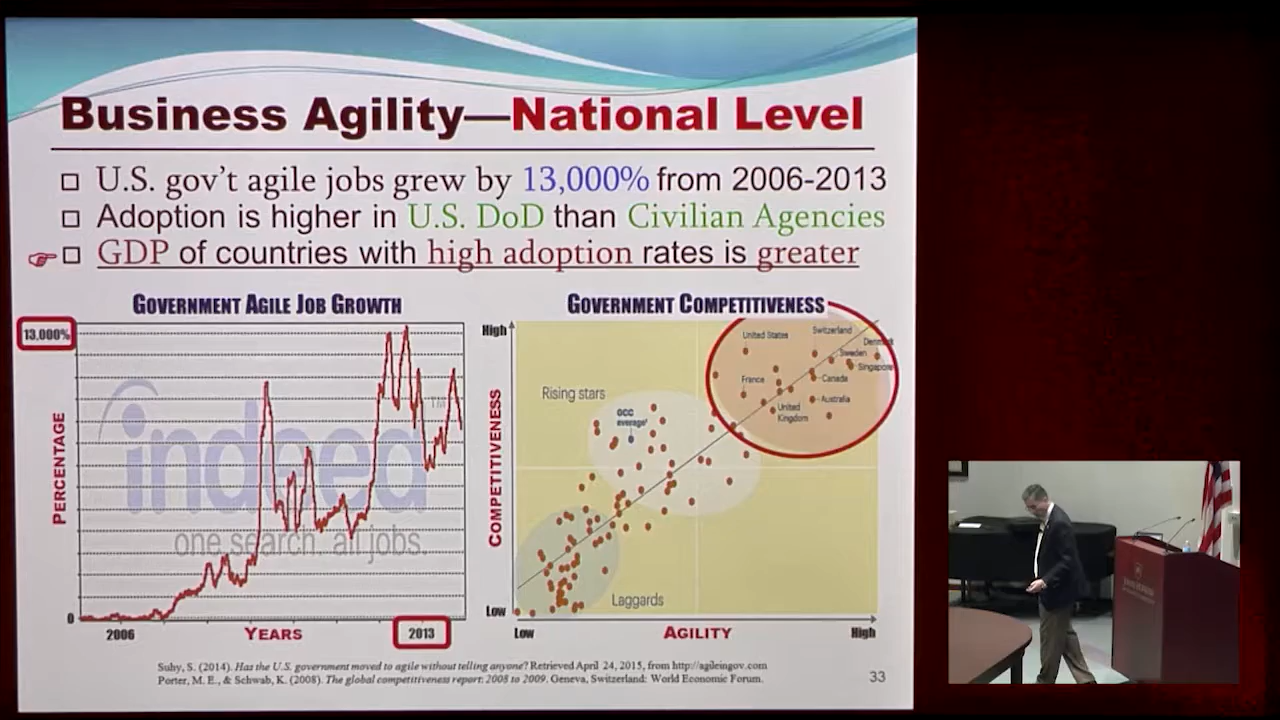 Business Agility—National Level
U.S. gov't agile jobs grew by 13,000% from 2006-2013
Adoption is higher in U.S. DoD than Civilian Agencies
GDP of countries with high adoption rates is greater
GOVERNMENT AGILE JOB GROWTH
13,000%
PERCENTAGE
indeed
TM
one search. all jobs.
0
2006
YEARS
2013
GOVERNMENT COMPETITIVENESS
High
COMPETITIVENESS
Low
Low
AGILITY
High
Rising stars
GCC
average¹
Laggards
United States
Switzerland
Denmark
Sweden
Singapore
France
Canada
Australia
United
Kingdom
Suhy, S. (2014). Has the U.S. government moved to agile without telling anyone? Retrieved April 24, 2015, from http://agileingov.com
Porter, M. E., & Schwab, K. (2008). The global competitiveness report: 2008 to 2009. Geneva, Switzerland: World Economic Forum.
33